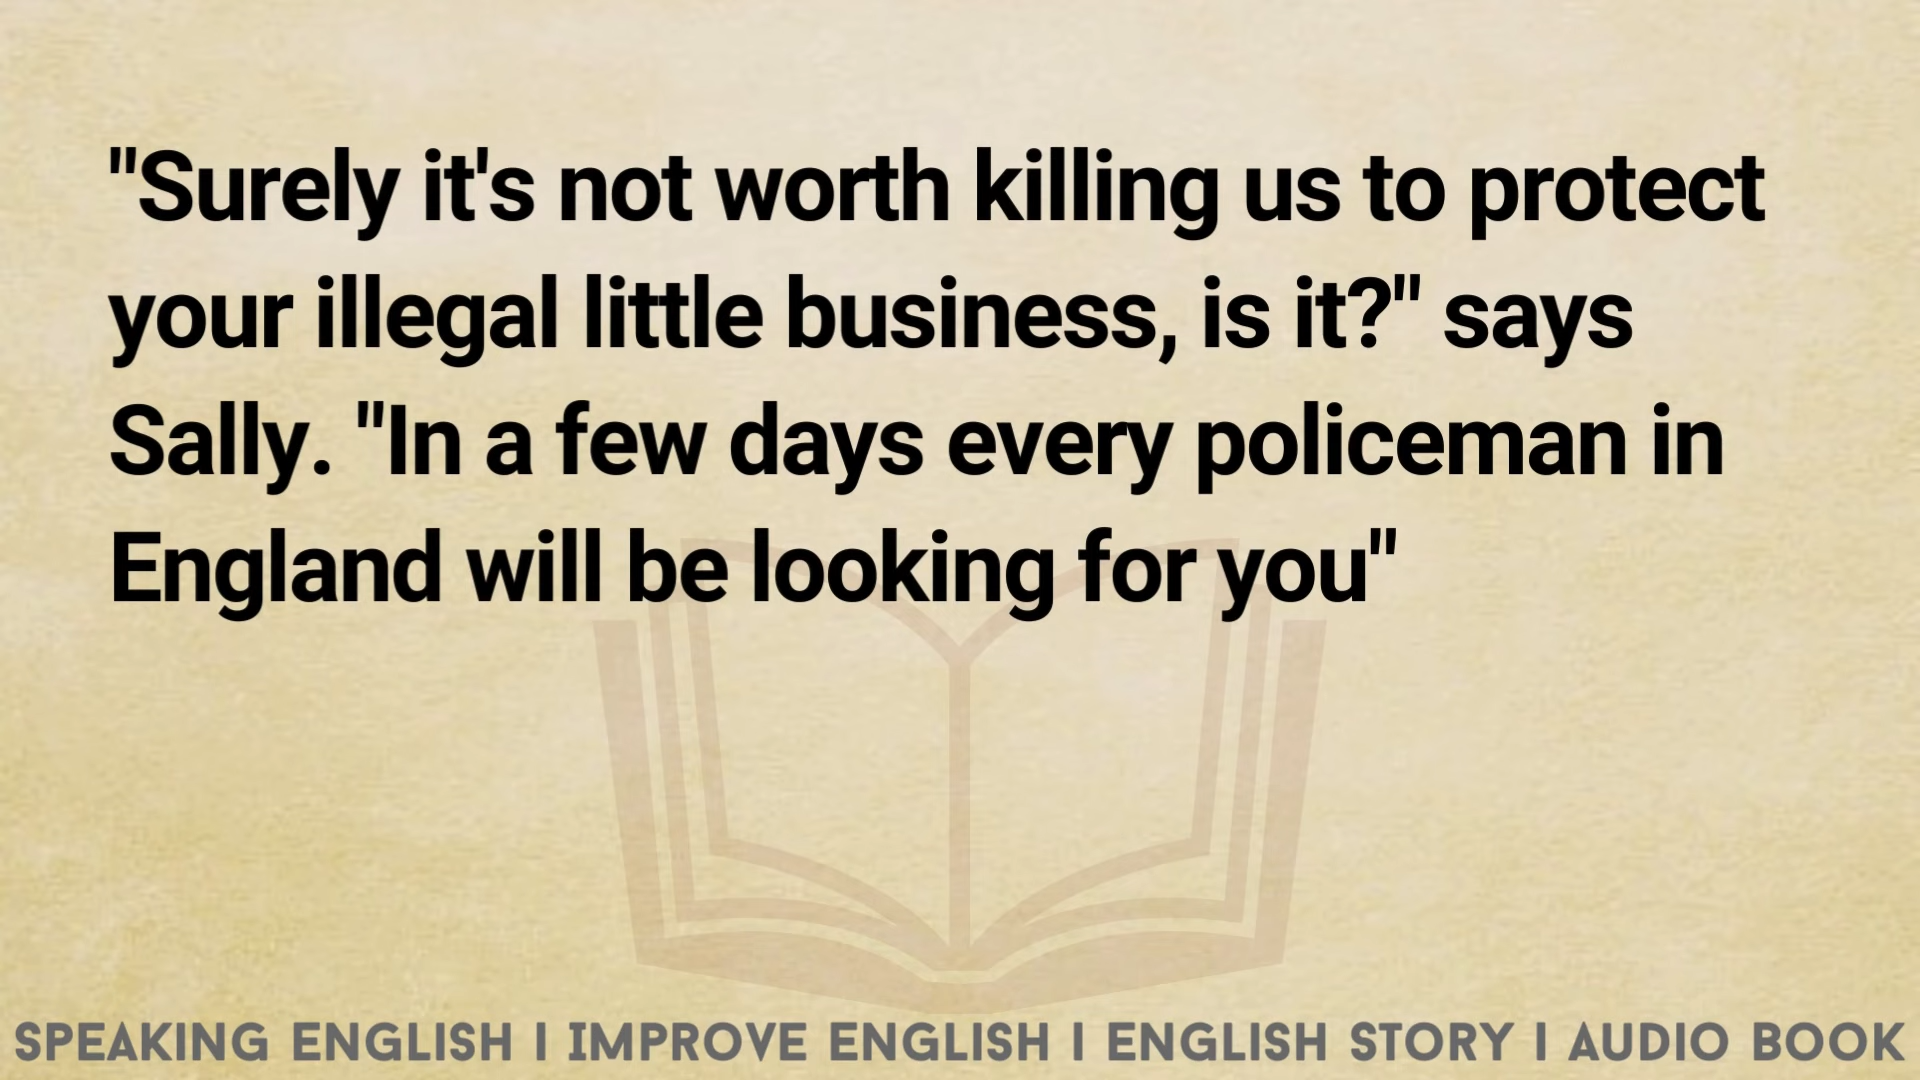 "Surely it's not worth killing us to protect
your illegal little business, is it?" says
Sally. "In a few days every policeman in
England will be looking for you"
SPEAKING ENGLISH I IMPROVE ENGLISH I ENGLISH STORY I AUDIO BOOK